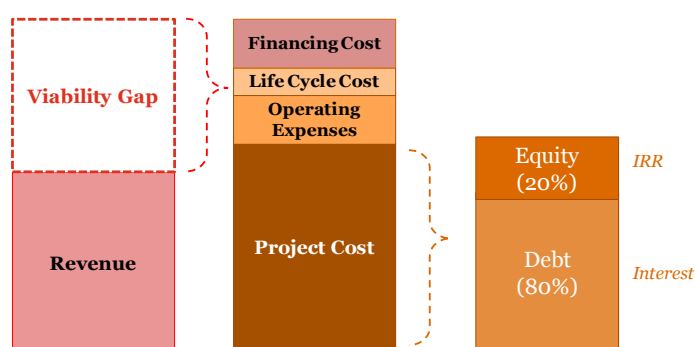 Viability Gap
Revenue
Financing Cost
Life Cycle Cost
Operating
Expenses
Project Cost
Equity
(20%)
IRR
Debt
(80%)
Interest